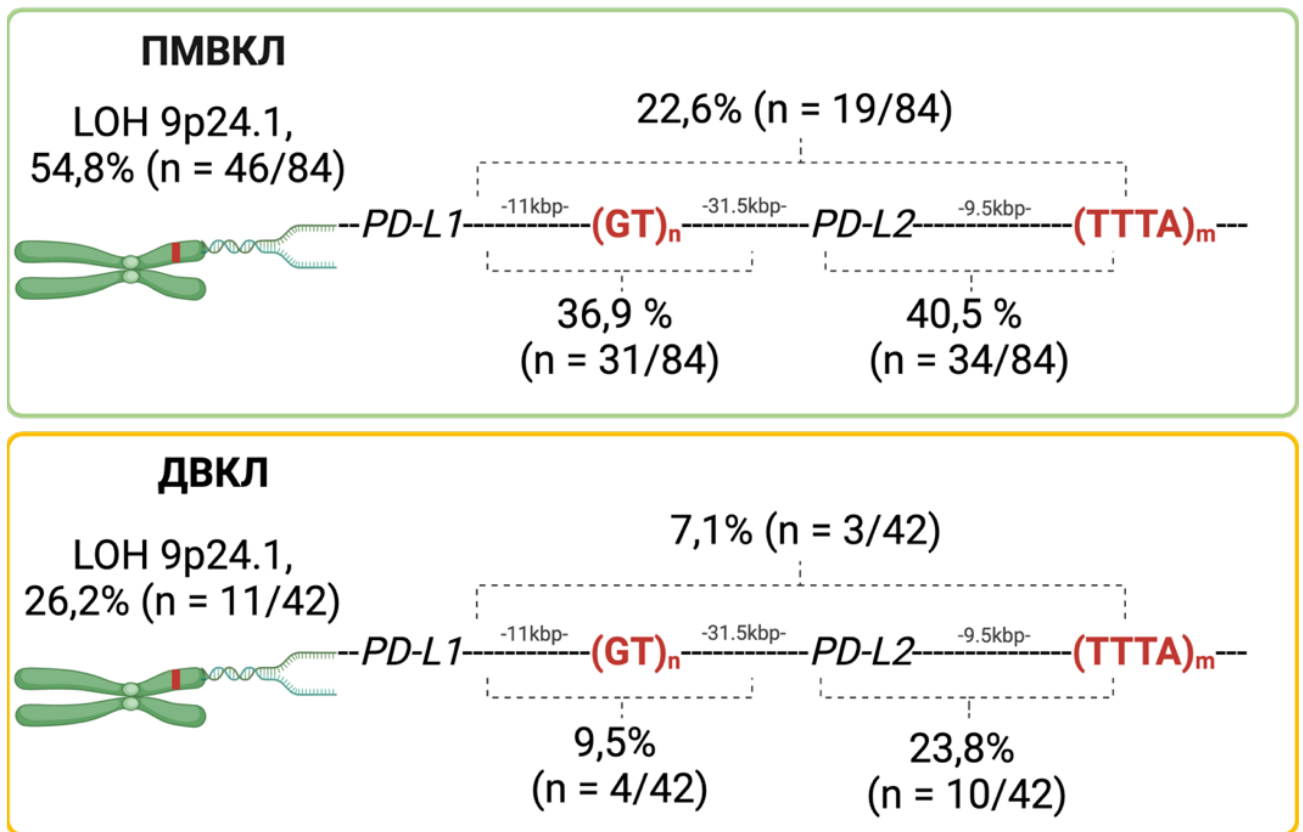 ПМВКЛ
LOH 9p24.1,
54,8% (n = 46/84)
22,6% (n = 19/84)
--PD-L1-----------(GT)n-----------PD-L2--------------(TTTA)m---
-11kbp-
-31.5kbp-
-9.5kbp-
36,9 %
(n = 31/84)
40,5 %
(n = 34/84)
ДВКЛ
LOH 9p24.1,
26,2% (n = 11/42)
7,1% (n = 3/42)
--PD-L1-----------(GT)n-----------PD-L2--------------(TTTA)m---
-11kbp-
-31.5kbp-
-9.5kbp-
9,5%
(n = 4/42)
23,8%
(n = 10/42)